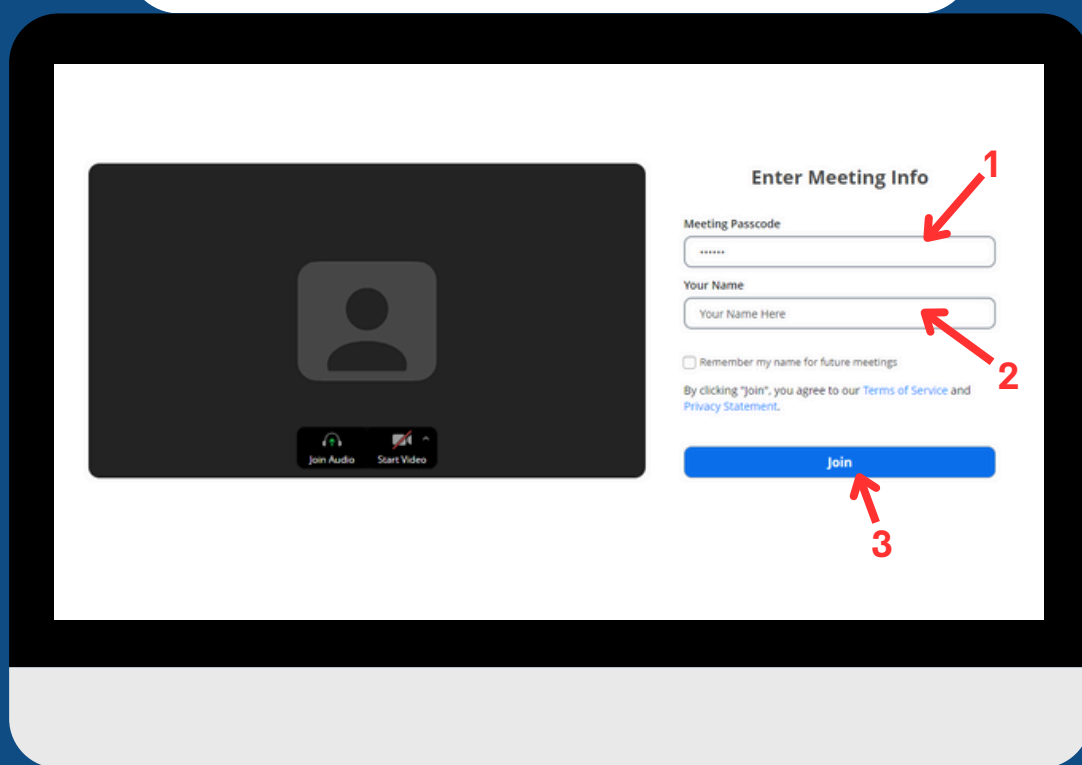 Enter Meeting Info
1
Meeting Passcode
······
Your Name
Your Name Here
2
Remember my name for future meetings
By clicking "Join", you agree to our Terms of Service and
Privacy Statement.
Join Audio
Start Video
Join
3